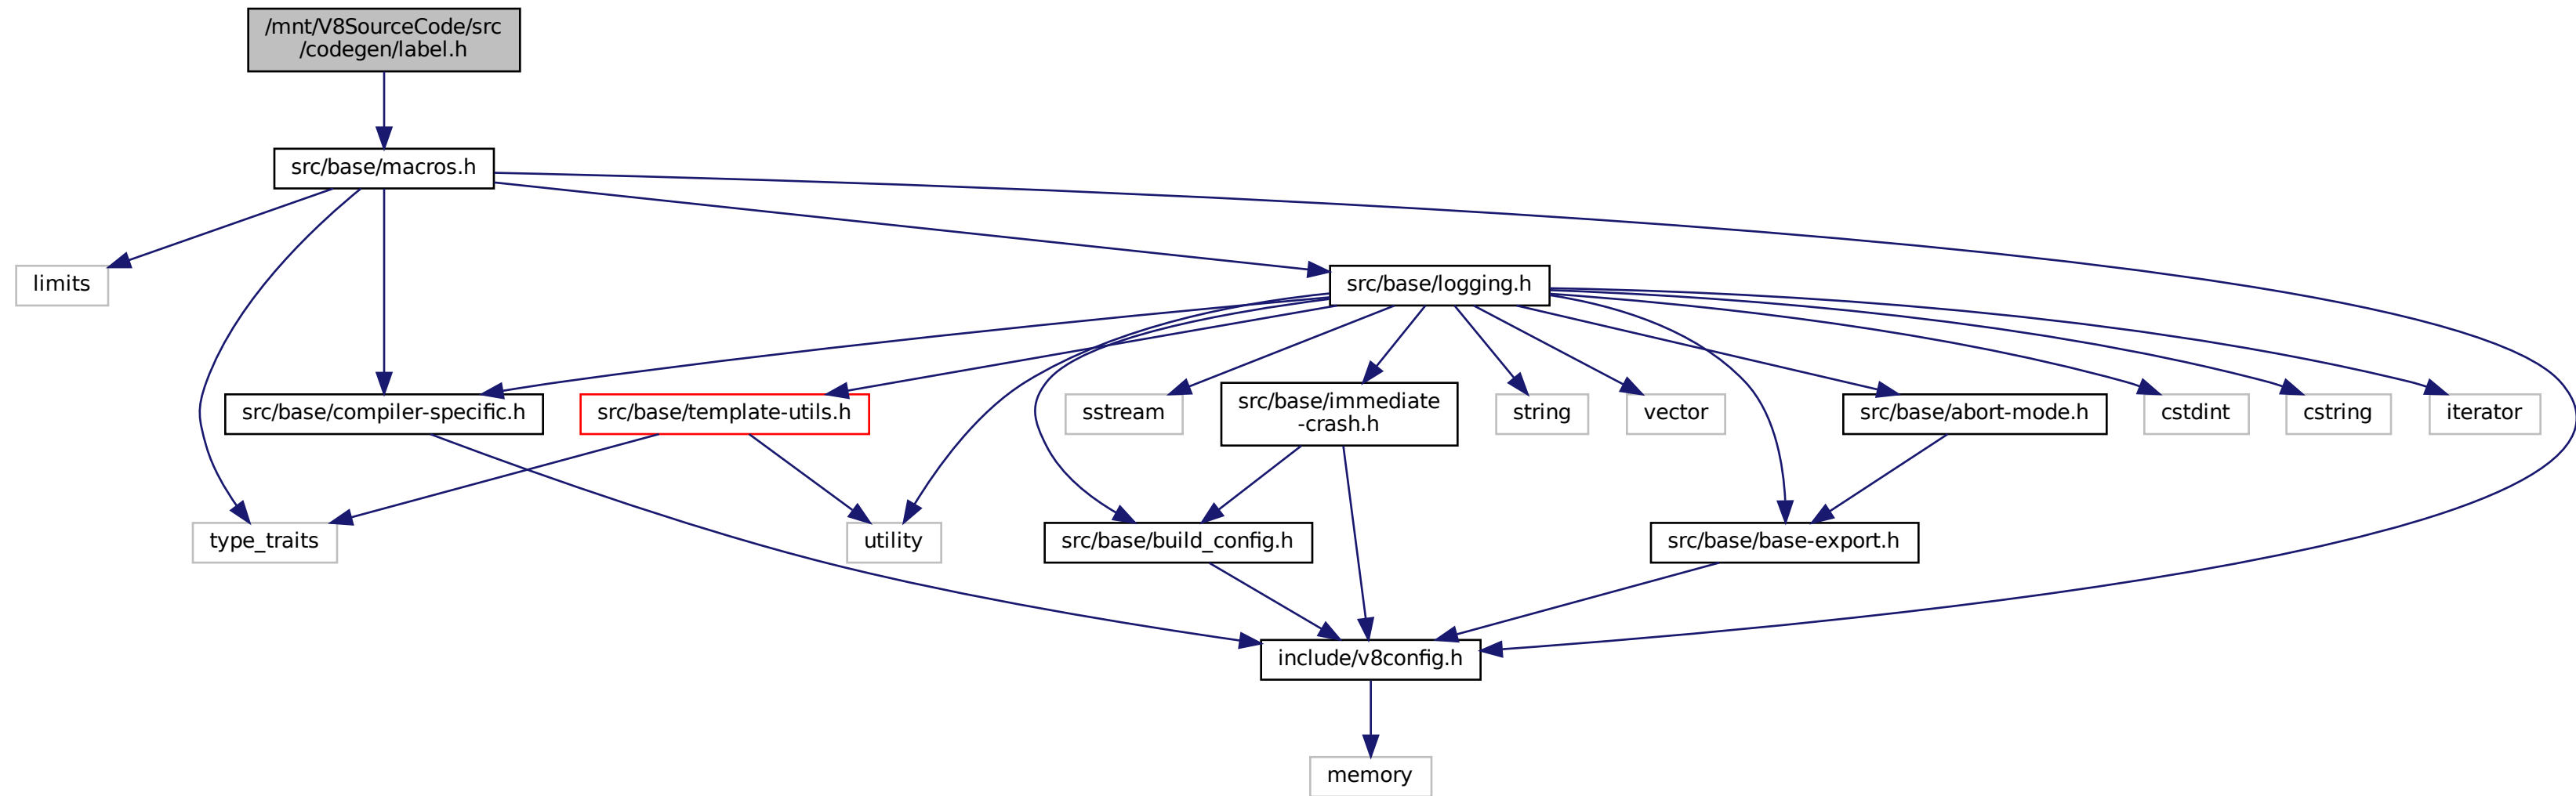 /mnt/V8SourceCode/src
/codegen/label.h
src/base/macros.h
limits
src/base/logging.h
src/base/compiler-specific.h
src/base/template-utils.h
sstream
src/base/immediate
-crash.h
string
vector
src/base/abort-mode.h
cstdint
cstring
iterator
type_traits
utility
src/base/build_config.h
src/base/base-export.h
include/v8config.h
memory